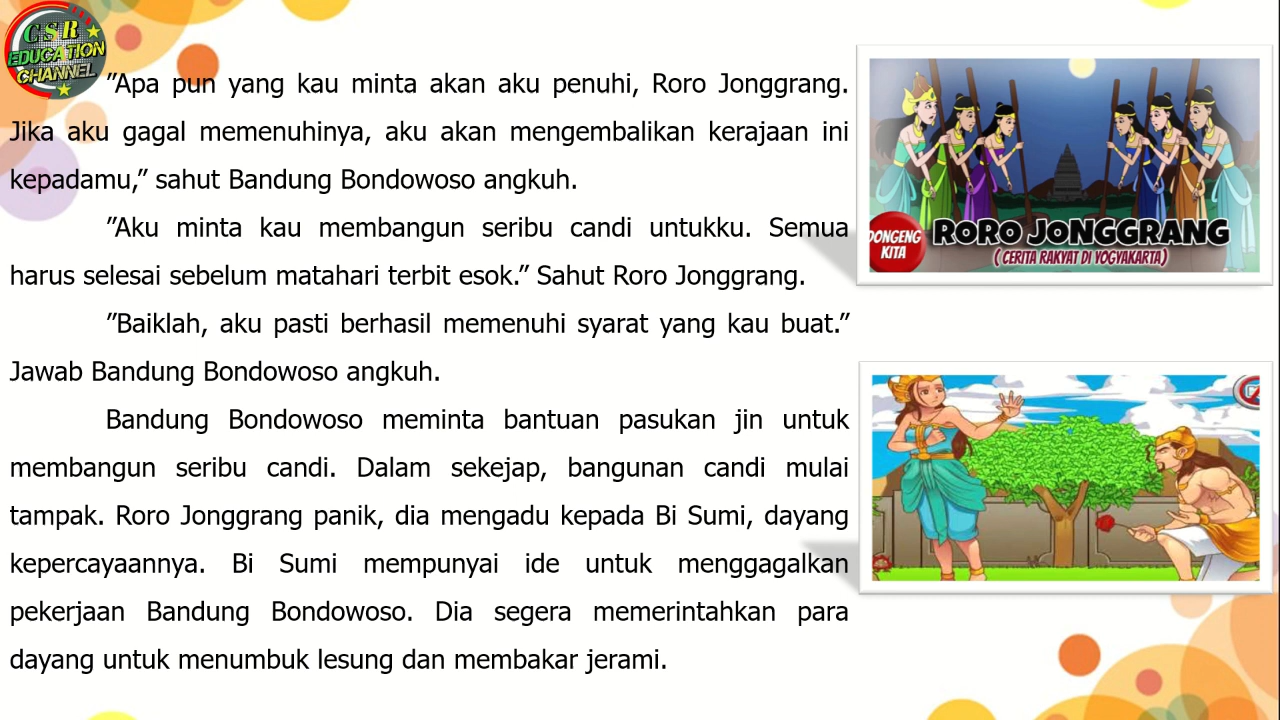 CSR
EDUCATION
CHANNEL
”Apa pun yang kau minta akan aku penuhi, Roro Jonggrang.
Jika aku gagal memenuhinya, aku akan mengembalikan kerajaan ini
kepadamu,” sahut Bandung Bondowoso angkuh.
”Aku minta kau membangun seribu candi untukku. Semua
harus selesai sebelum matahari terbit esok.” Sahut Roro Jonggrang.
”Baiklah, aku pasti berhasil memenuhi syarat yang kau buat.”
Jawab Bandung Bondowoso angkuh.
Bandung Bondowoso meminta bantuan pasukan jin untuk
membangun seribu candi. Dalam sekejap, bangunan candi mulai
tampak. Roro Jonggrang panik, dia mengadu kepada Bi Sumi, dayang
kepercayaannya. Bi Sumi mempunyai ide untuk menggagalkan
pekerjaan Bandung Bondowoso. Dia segera memerintahkan para
dayang untuk menumbuk lesung dan membakar jerami.
DONGENG
KITA
RORO JONGGRANG
( CERITA RAKYAT DI YOGYAKARTA)